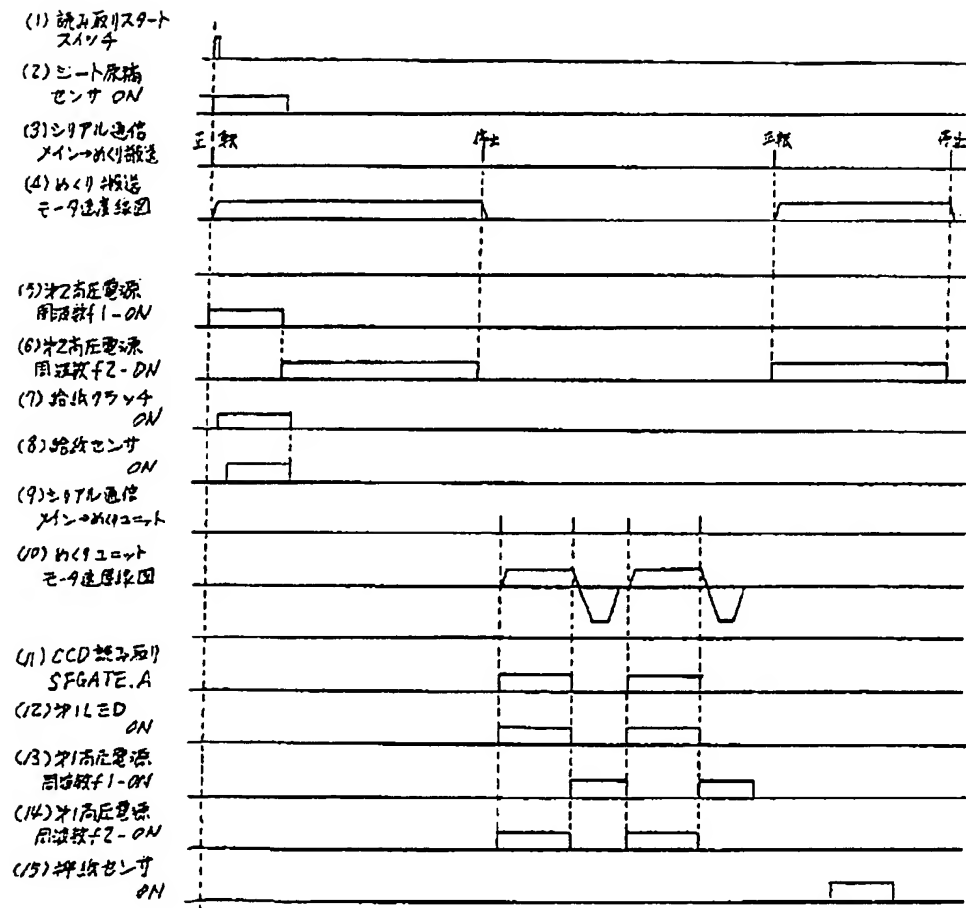 (1) 読み取りスタート
スイッチ
(2) シート原稿
センサ ON
(3) シリアル通信
メイン→めくり搬送
正転
停止
正転
停止
(4) めくり搬送
モータ速度線図
(5) 第2高圧電源
周波数f1-ON
(6) 第2高圧電源
周波数f2-ON
(7) 給紙クラッチ
ON
(8) 給紙センサ
ON
(9) シリアル通信
メイン→めくりユニット
(10) めくりユニット
モータ速度線図
(11) CCD読み取り
SFGATE.A
(12) 第1LED
ON
(13) 第1高圧電源
周波数f1-ON
(14) 第1高圧電源
周波数f2-ON
(15) 排紙センサ
ON